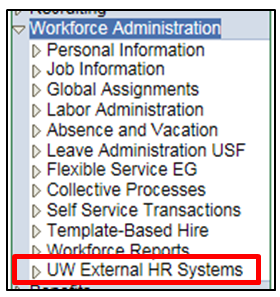 Recruiting
Workforce Administration
Personal Information
Job Information
Global Assignments
Labor Administration
Absence and Vacation
Leave Administration USF
Flexible Service EG
Collective Processes
Self Service Transactions
Template-Based Hire
Workforce Reports
UW External HR Systems
Benefits